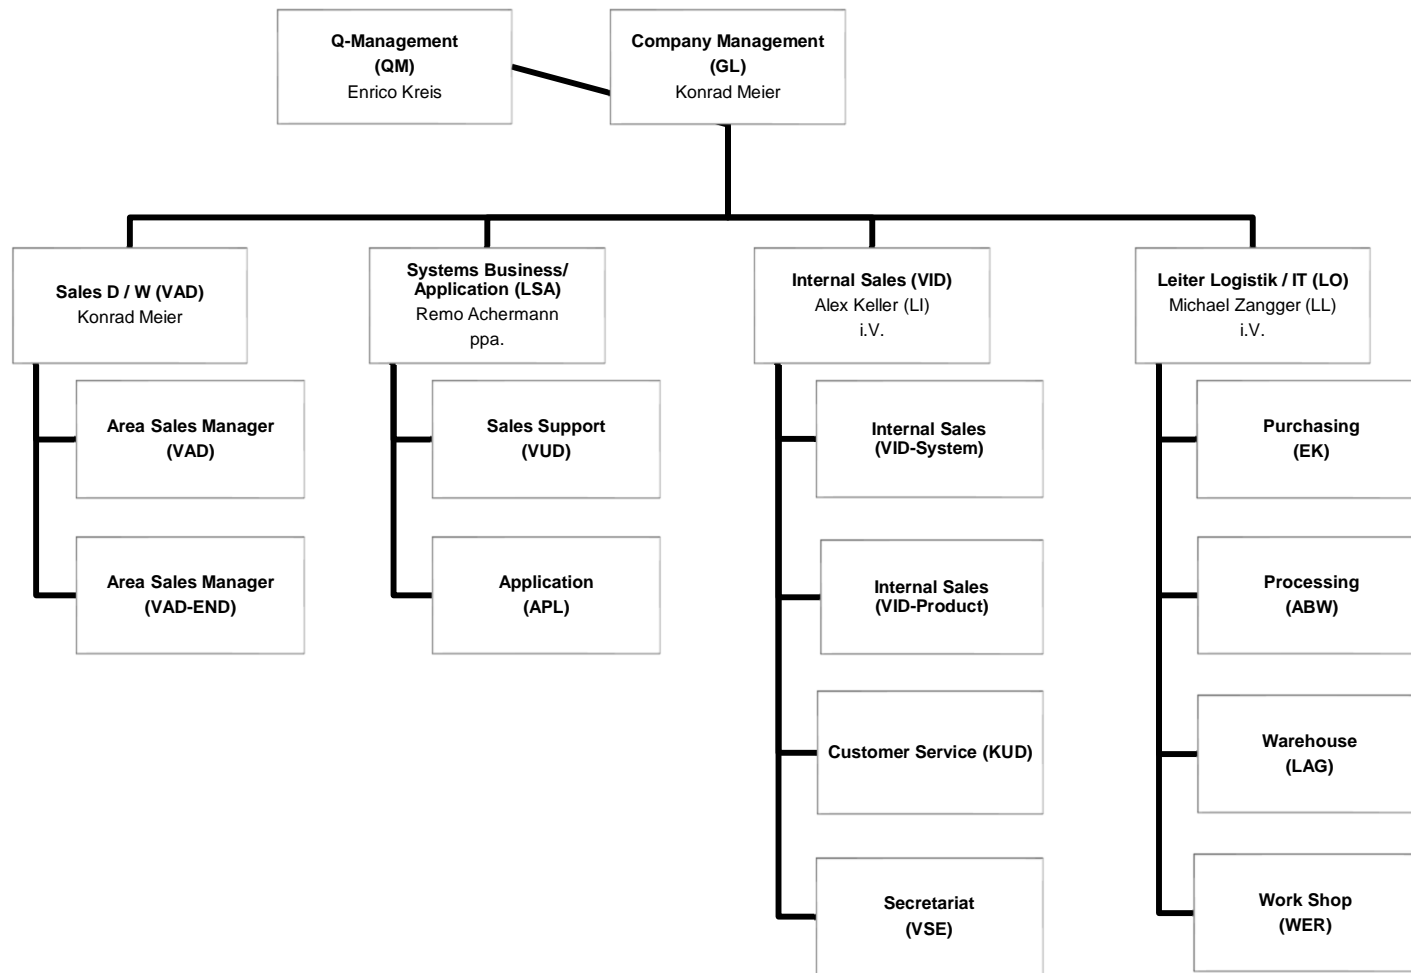 Q-Management
(QM)
Enrico Kreis
Company Management
(GL)
Konrad Meier
Sales D / W (VAD)
Konrad Meier
Systems Business/
Application (LSA)
Remo Achermann
ppa.
Internal Sales (VID)
Alex Keller (LI)
i.V.
Leiter Logistik / IT (LO)
Michael Zangger (LL)
i.V.
Area Sales Manager
(VAD)
Sales Support
(VUD)
Internal Sales
(VID-System)
Purchasing
(EK)
Area Sales Manager
(VAD-END)
Application
(APL)
Internal Sales
(VID-Product)
Processing
(ABW)
Customer Service (KUD)
Warehouse
(LAG)
Secretariat
(VSE)
Work Shop
(WER)